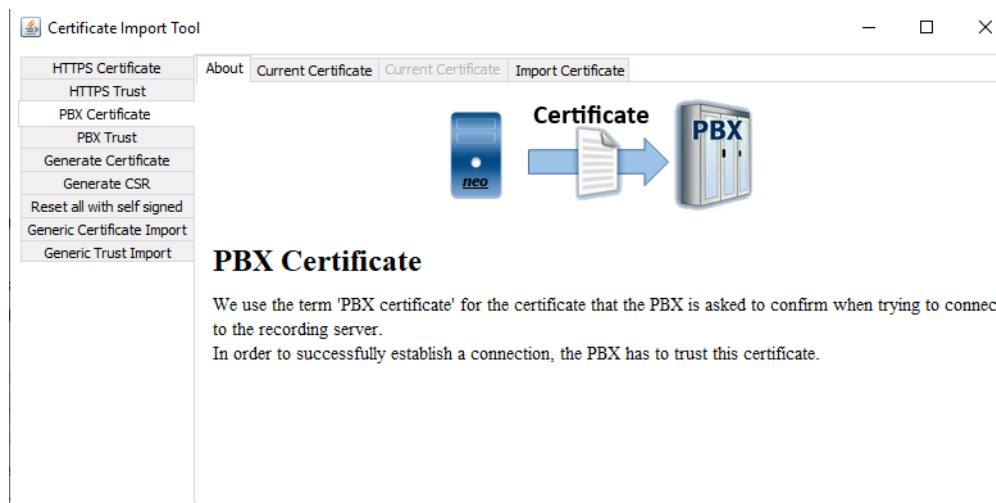 Certificate Import Tool
HTTPS Certificate
HTTPS Trust
PBX Certificate
PBX Trust
Generate Certificate
Generate CSR
Reset all with self signed
Generic Certificate Import
Generic Trust Import
About Current Certificate Current Certificate Import Certificate
Certificate
PBX
neo
PBX Certificate
We use the term 'PBX certificate' for the certificate that the PBX is asked to confirm when trying to connec
to the recording server.
In order to successfully establish a connection, the PBX has to trust this certificate.